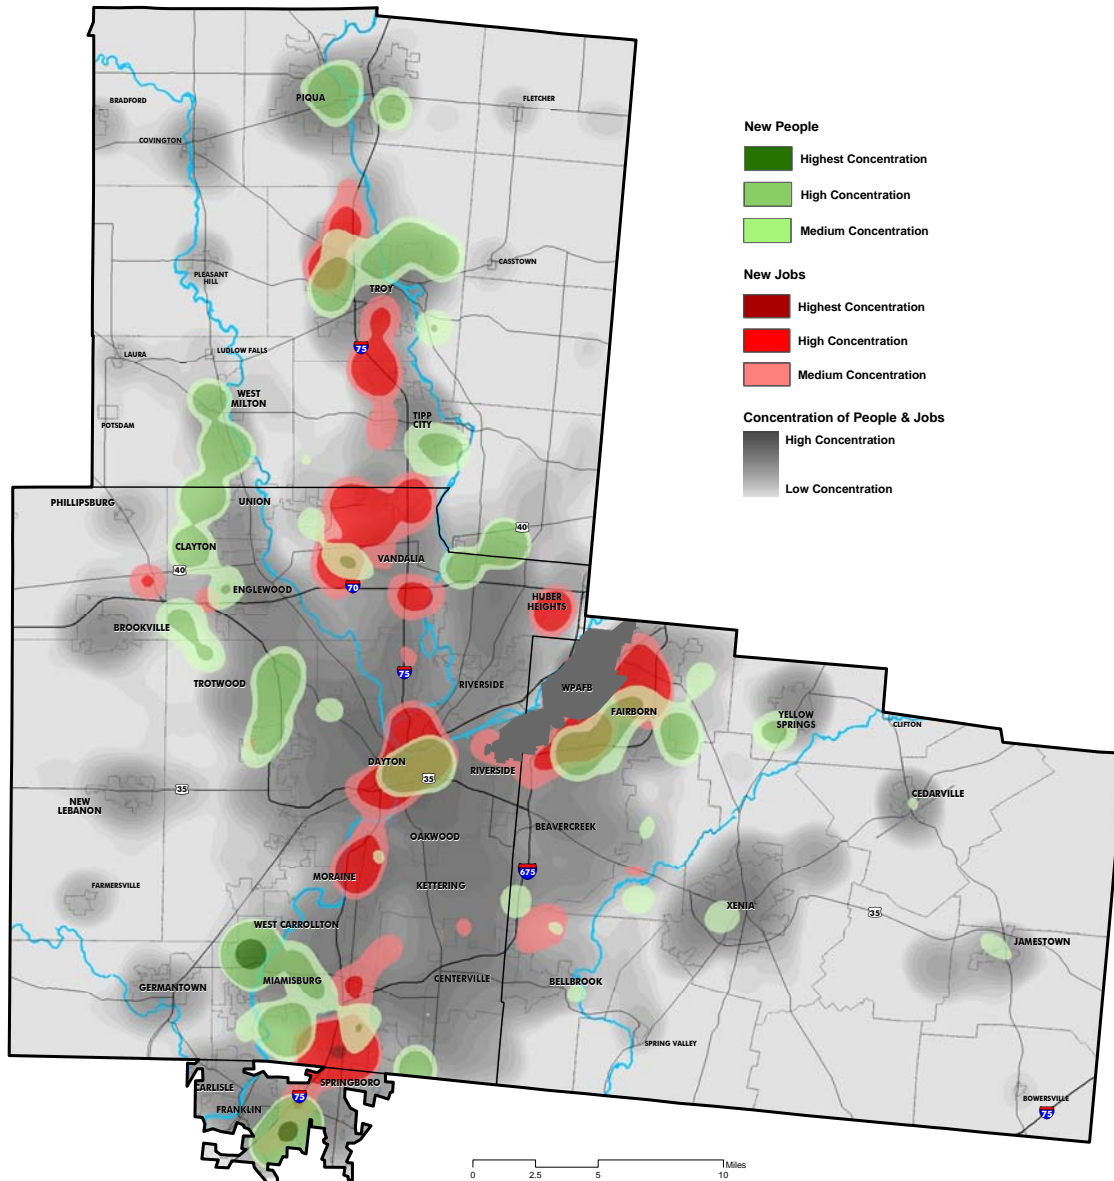 PIQUA
BRADFORD
FLETCHER
COVINGTON
New People
Highest Concentration
High Concentration
Medium Concentration
New Jobs
Highest Concentration
High Concentration
Medium Concentration
Concentration of People & Jobs
High Concentration
Low Concentration
PLEASANT
HILL
CASSTOWN
TROY
75
LAURA
LUDLOW FALLS
WEST
MILTON
POTSDAM
TIPP
CITY
PHILLIPSBURG
UNION
40
CLAYTON
VANDALIA
40
ENGLEWOOD
70
HUBER
HEIGHTS
BROOKVILLE
75
TROTWOOD
RIVERSIDE
WPAFB
FAIRBORN
YELLOW
SPRINGS
CLIFTON
DAYTON
RIVERSIDE
35
35
NEW
LEBANON
CEDARVILLE
OAKWOOD
BEAVERCREEK
675
MORAINE
KETTERING
FARMERSVILLE
XENIA
35
WEST CARROLLTON
JAMESTOWN
MIAMISBURG
GERMANTOWN
CENTERVILLE
BELLBROOK
SPRING VALLEY
CARLISLE
SPRINGBORO
75
FRANKLIN
BOWERSVILLE
75
Miles
0 2.5 5 10